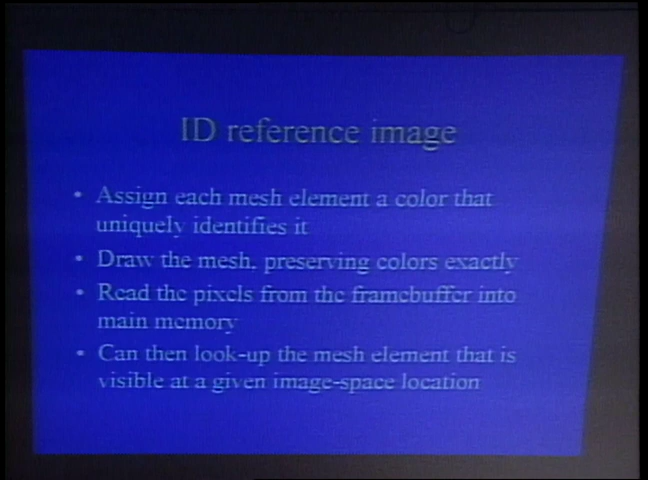 ID reference image
• Assign each mesh element a color that
uniquely identifies it
• Draw the mesh, preserving colors exactly
• Read the pixels from the framebuffer into
main memory
• Can then look-up the mesh element that is
visible at a given image-space location